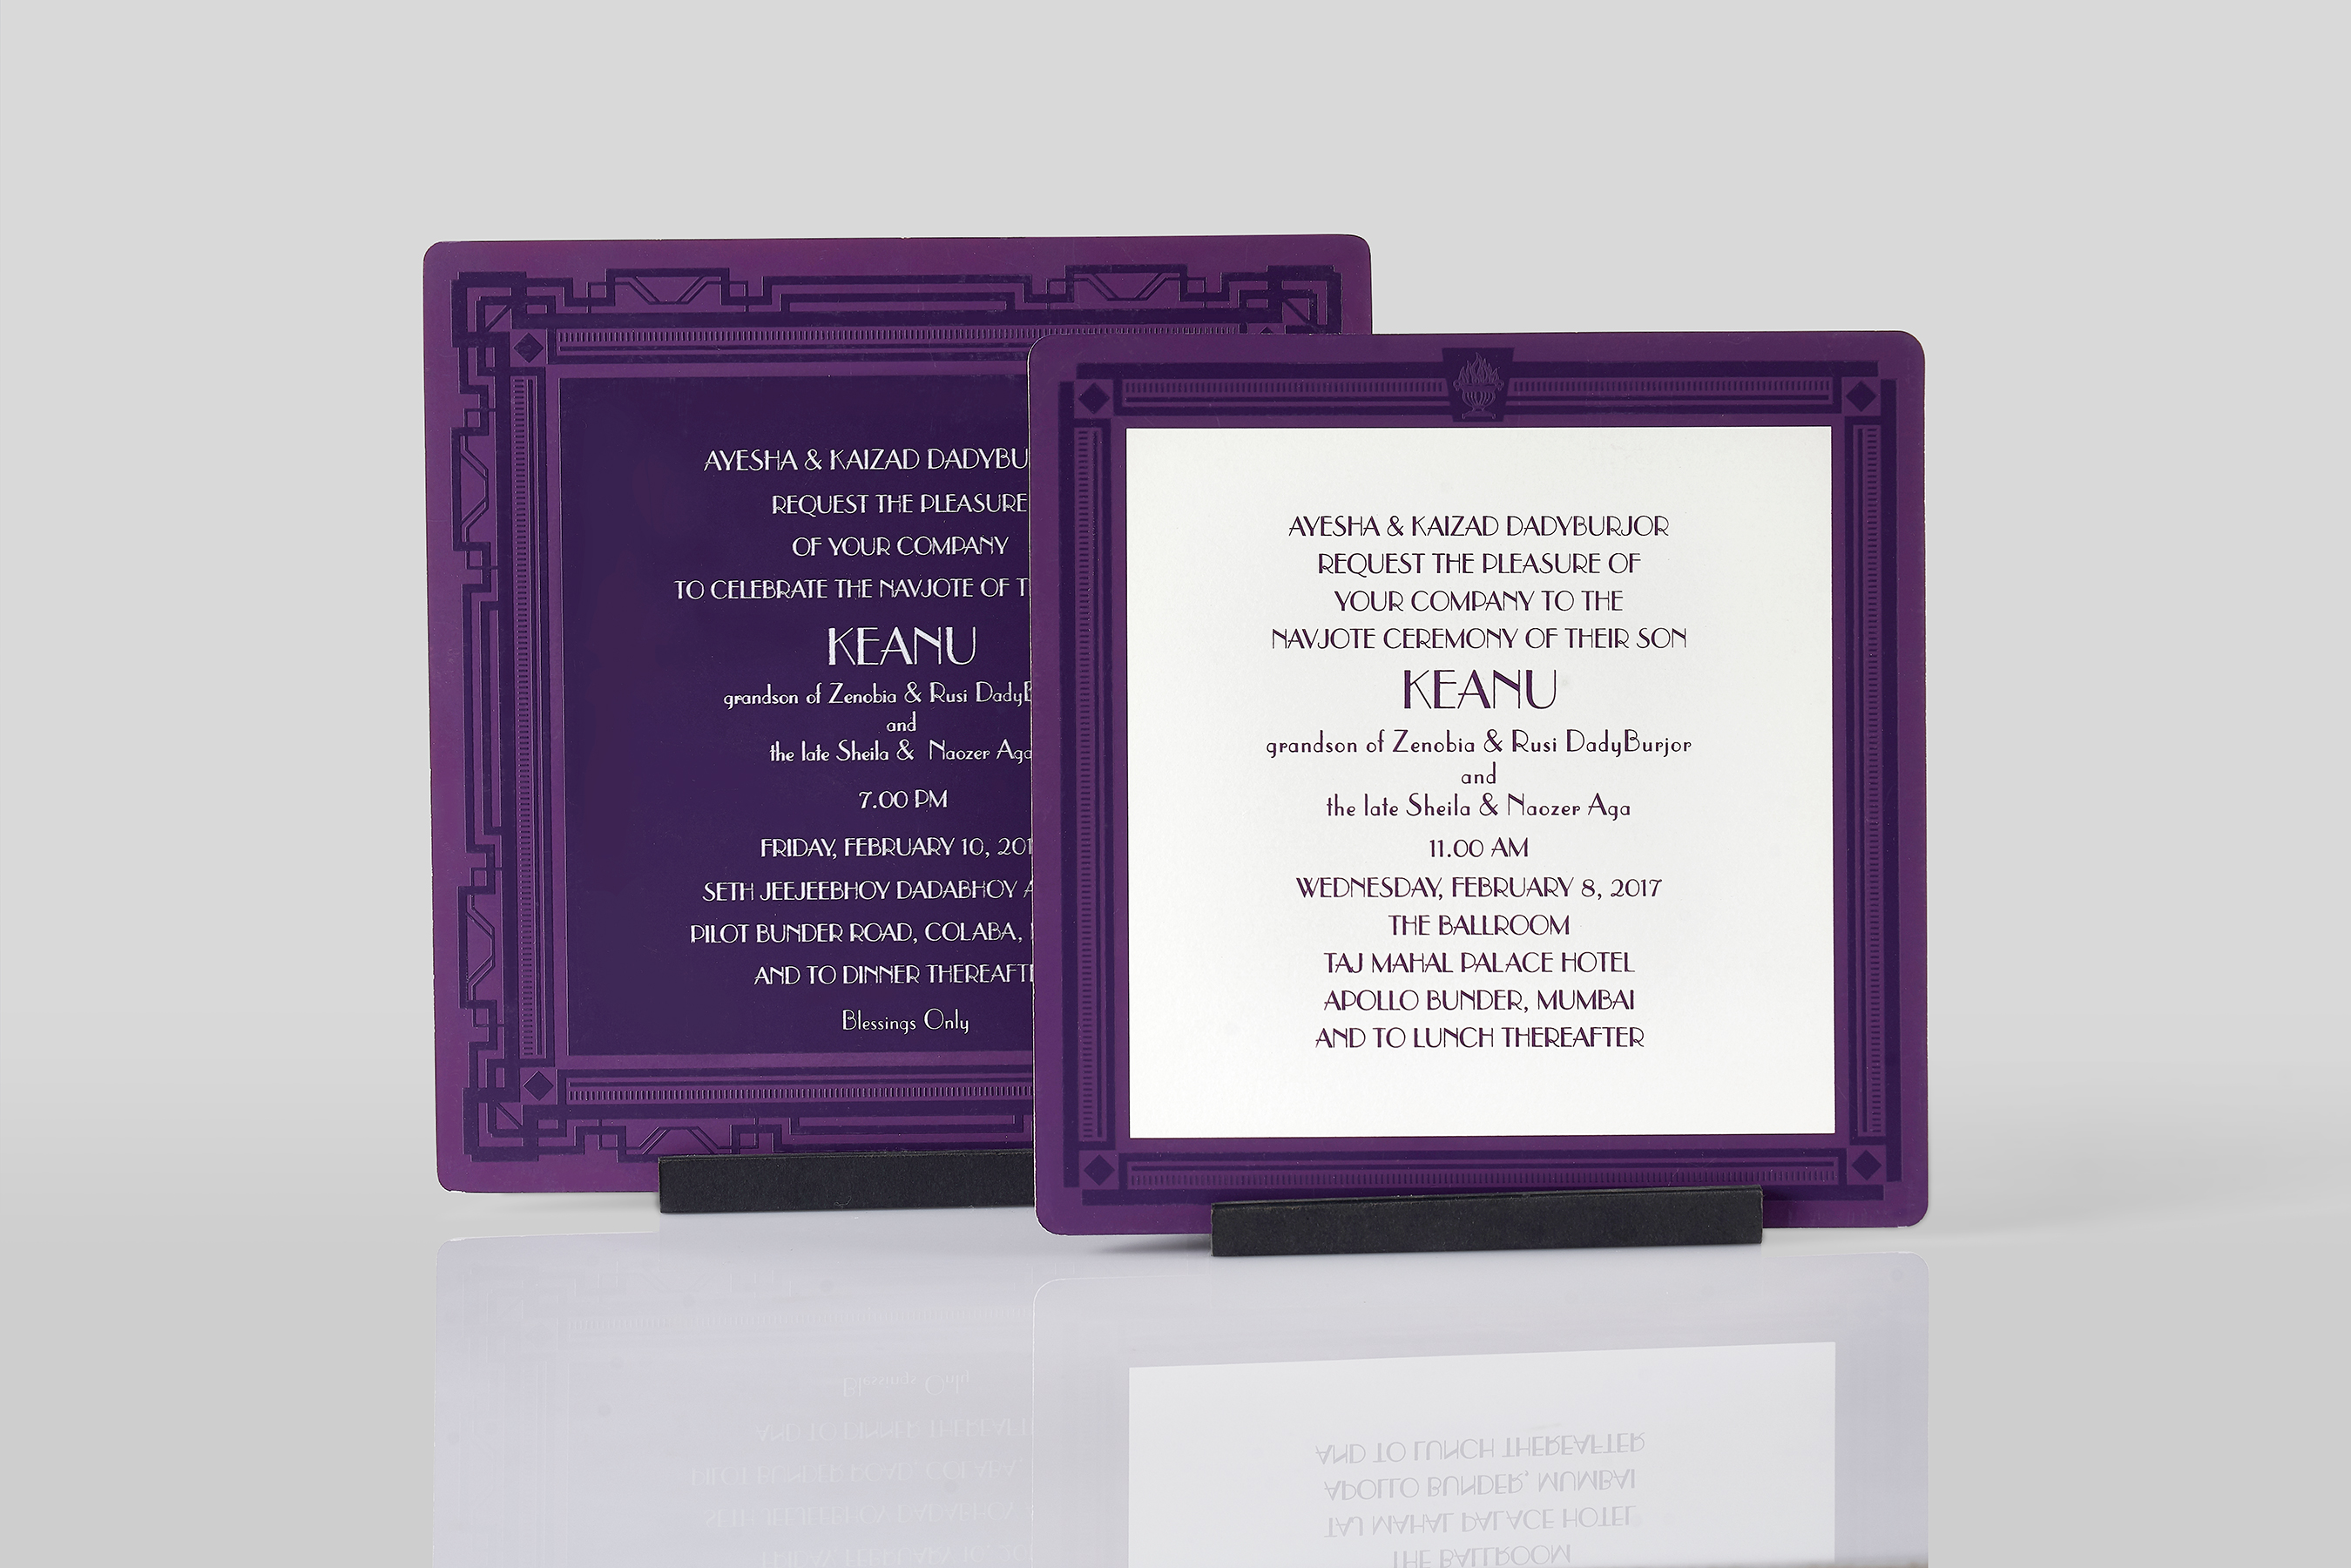 AYESHA & KAIZAD DADYBU
REQUEST THE PLEASURE
OF YOUR COMPANY
TO CELEBRATE THE NAVJOTE OF T
KEANU
grandson of Zenobia & Rusi DadyB
and
the late Sheila & Naozer Aga
7.00 PM
FRIDAY, FEBRUARY 10, 201
SETH JEEJEEBHOY DADABHOY A
PILOT BUNDER ROAD, COLABA,
AND TO DINNER THEREAFTE
Blessings Only
AYESHA & KAIZAD DADYBURJOR
REQUEST THE PLEASURE OF
YOUR COMPANY TO THE
NAVJOTE CEREMONY OF THEIR SON
KEANU
grandson of Zenobia & Rusi DadyBurjor
and
the late Sheila & Naozer Aga
11.00 AM
WEDNESDAY, FEBRUARY 8, 2017
THE BALLROOM
TAJ MAHAL PALACE HOTEL
APOLLO BUNDER, MUMBAI
AND TO LUNCH THEREAFTER